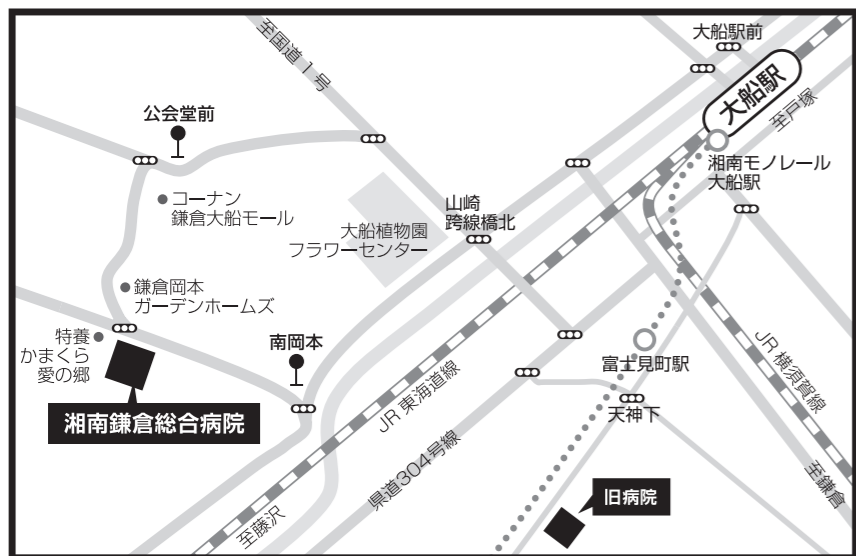 至国道1号
大船駅前
大船駅
至戸塚
公会堂前
湘南モノレール
大船駅
コーナン
鎌倉大船モール
山崎
跨線橋北
大船植物園
フラワーセンター
鎌倉岡本
ガーデンホームズ
特養
かまくら
愛の郷
南岡本
富士見町駅
JR東海道線
JR横須賀線
湘南鎌倉総合病院
天神下
県道304号線
至鎌倉
旧病院
至藤沢